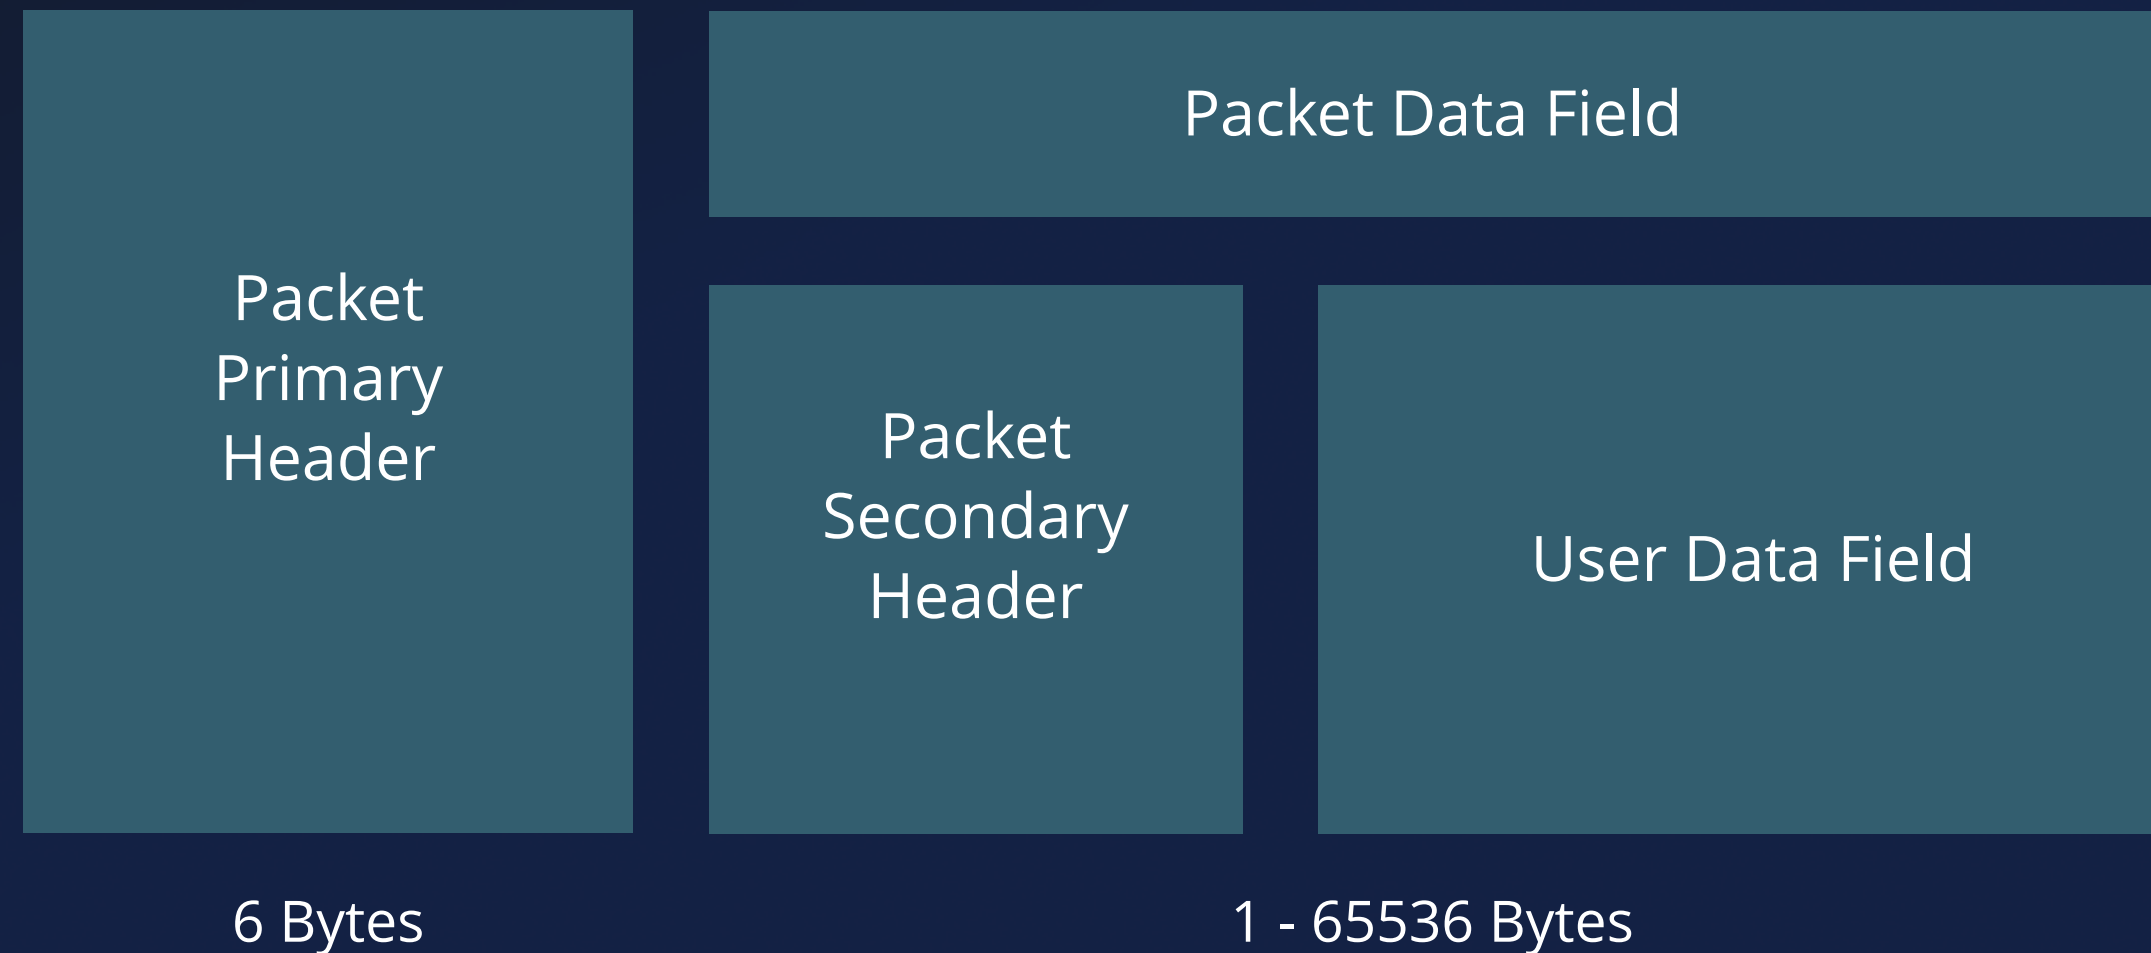 Packet
Primary
Header
Packet Data Field
Packet
Secondary
Header
User Data Field
6 Bytes
1 - 65536 Bytes